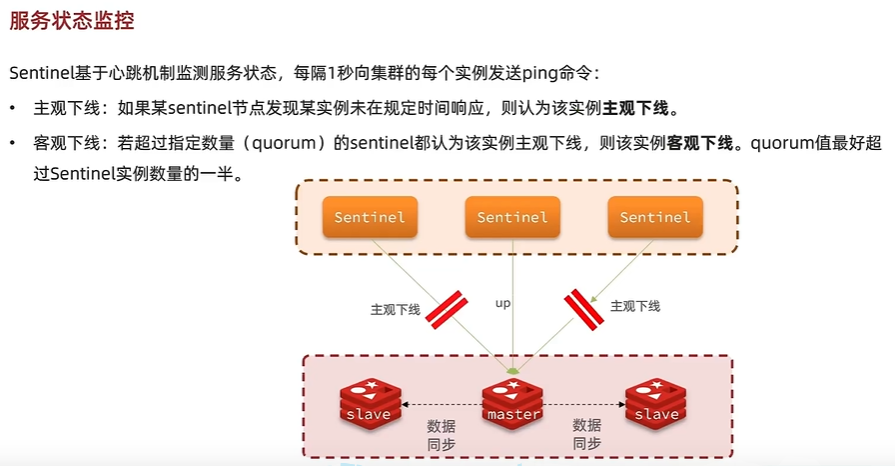 服务状态监控
Sentinel基于心跳机制监测服务状态，每隔1秒向集群的每个实例发送ping命令：
• 主观下线：如果某sentinel节点发现某实例未在规定时间响应，则认为该实例主观下线。
• 客观下线：若超过指定数量（quorum）的sentinel都认为该实例主观下线，则该实例客观下线。quorum值最好超
过Sentinel实例数量的一半。
Sentinel
Sentinel
Sentinel
主观下线
up
主观下线
slave
master
slave
数据
同步
数据
同步